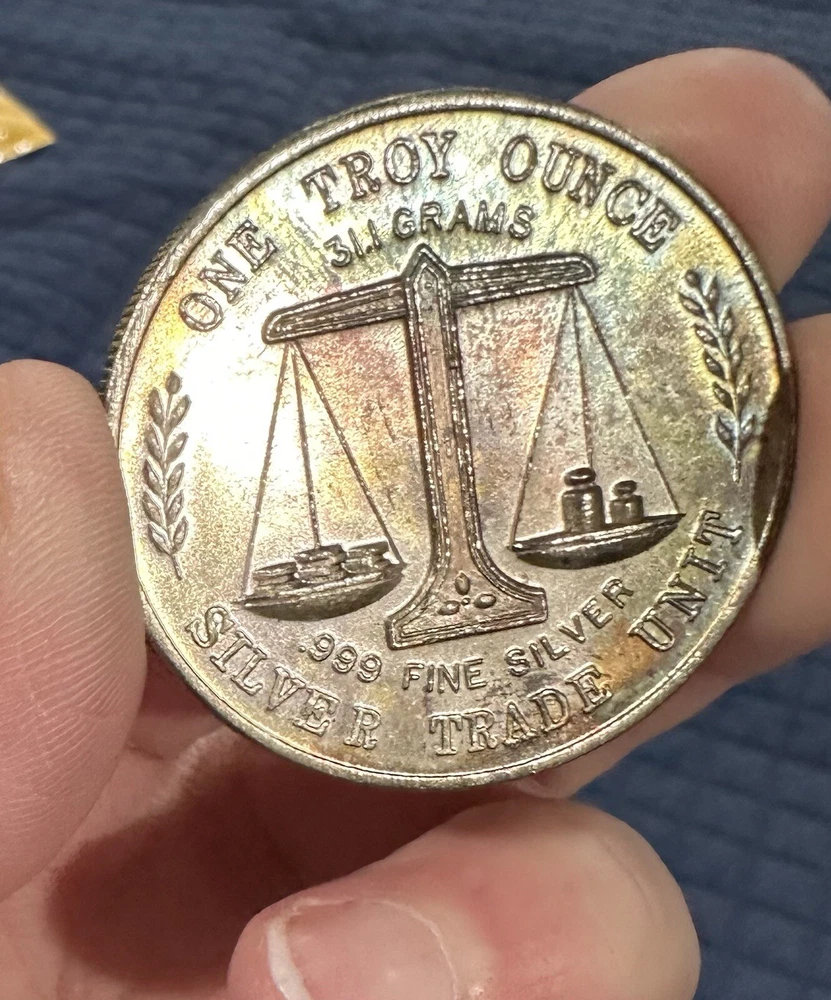 ONE TROY OUNCE
31.1 GRAMS
.999 FINE SILVER
SILVER TRADE UNIT